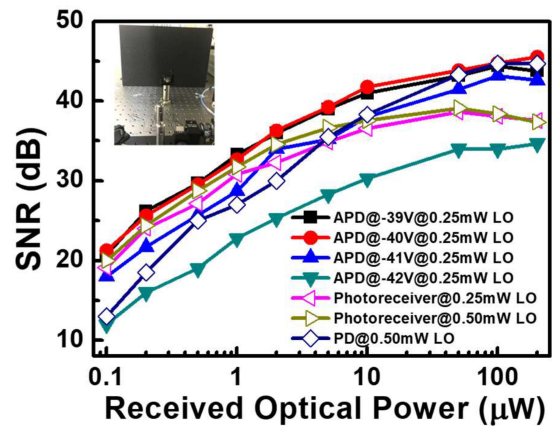 50
40
30
20
10
SNR (dB)
APD@-39V@0.25mW LO
APD@-40V@0.25mW LO
APD@-41V@0.25mW LO
APD@-42V@0.25mW LO
Photoreceiver@0.25mW LO
Photoreceiver@0.50mW LO
PD@0.50mW LO
0.1 1 10 100
Received Optical Power (μW)